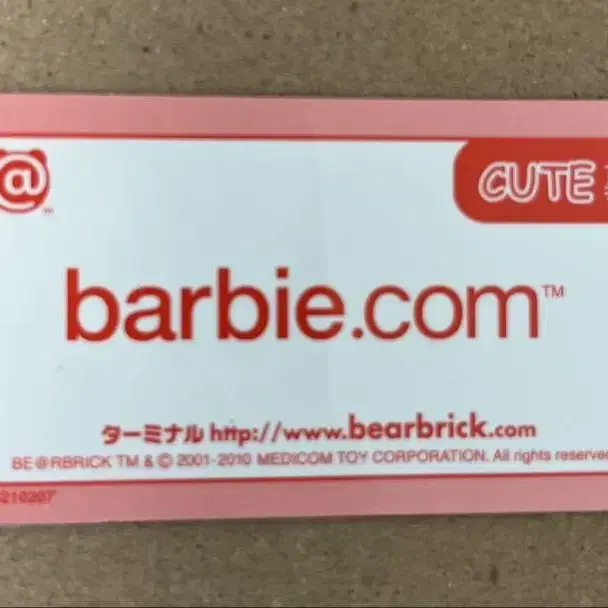 @
CUTE
barbie.com™
ターミナル http://www.bearbrick.com
BE@RBRICK TM & © 2001-2010 MEDICOM TOY CORPORATION. All rights reserved
210207